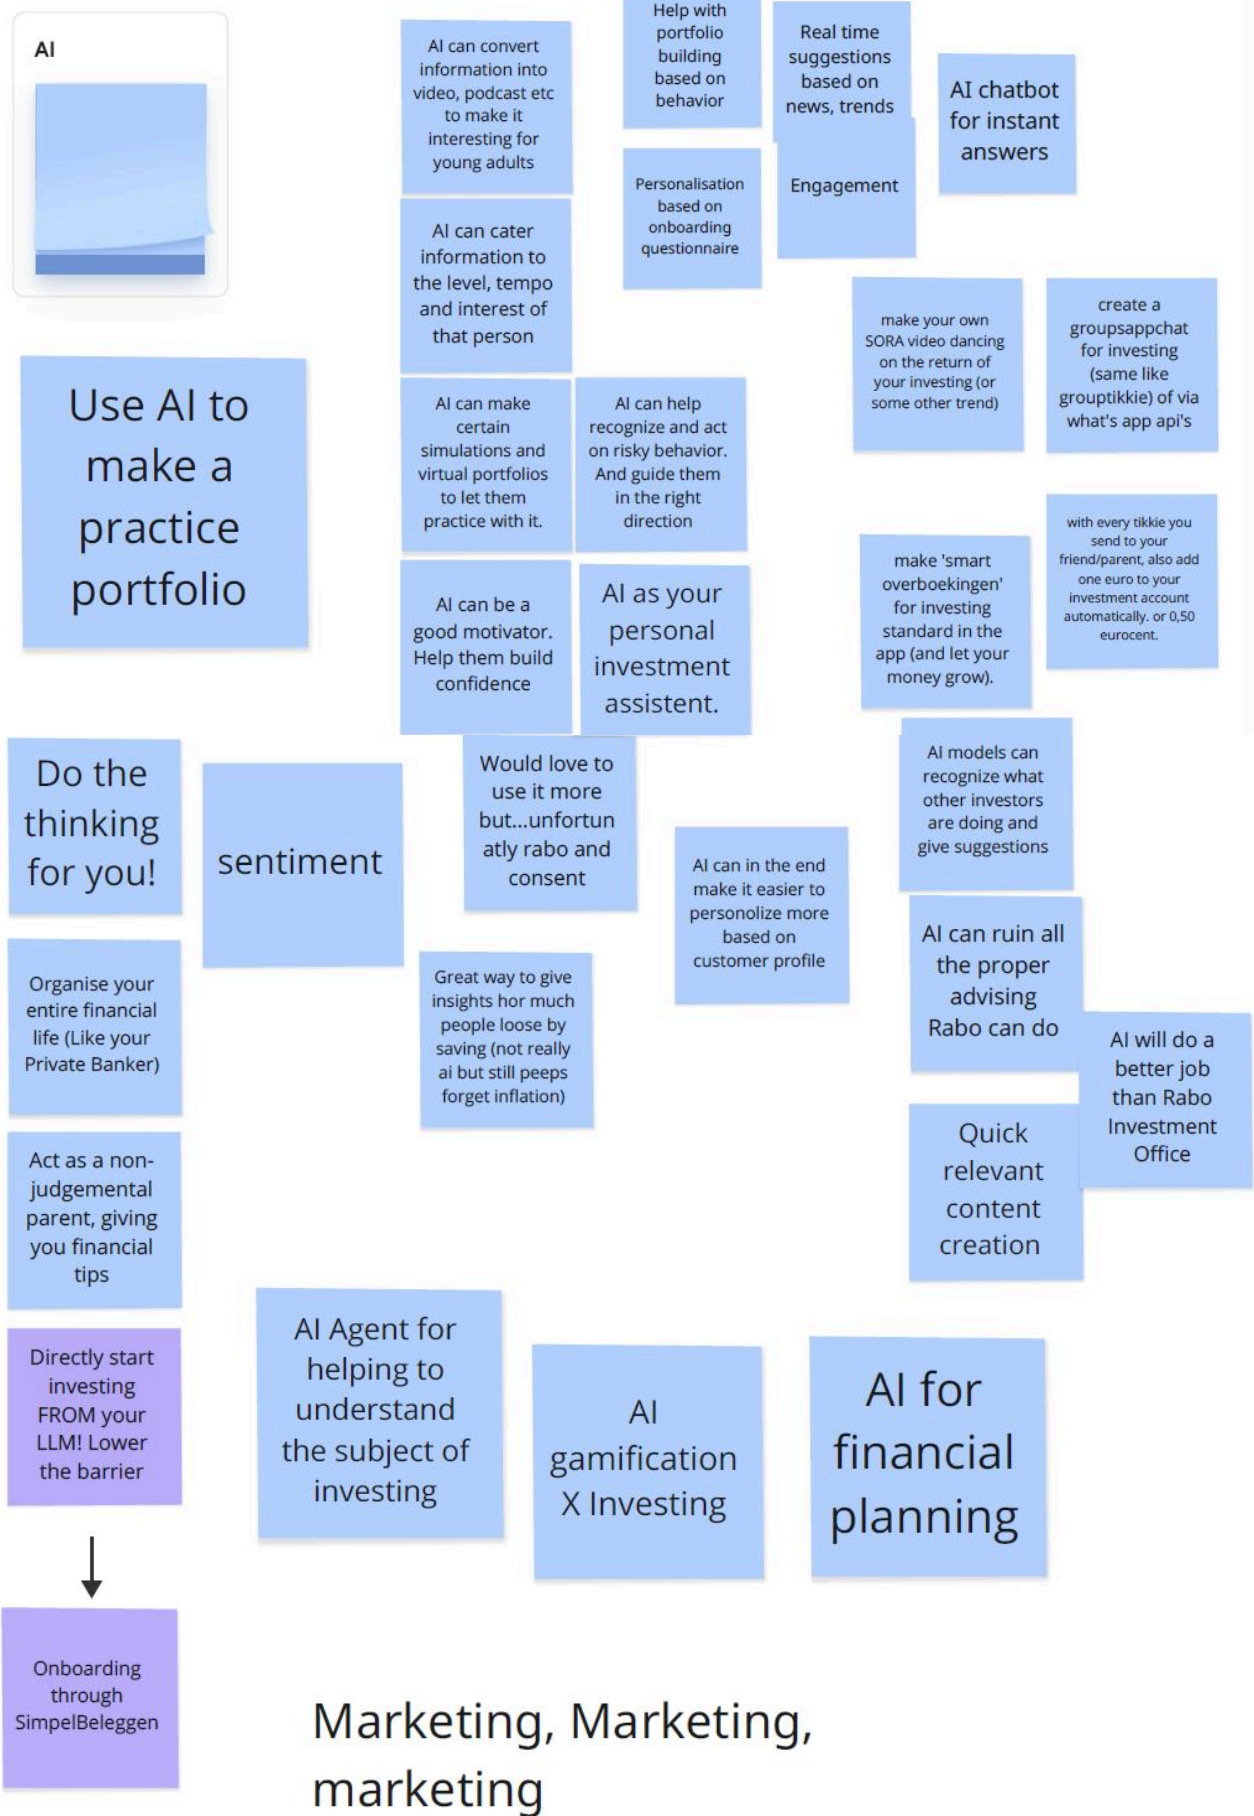 AI
AI can convert
information into
video, podcast etc
to make it
interesting for
young adults
Help with
portfolio
building
based on
behavior
Real time
suggestions
based on
news, trends
AI chatbot
for instant
answers
Personalisation
based on
onboarding
questionnaire
Engagement
AI can cater
information to
the level, tempo
and interest of
that person
make your own
SORA video dancing
on the return of
your investing (or
some other trend)
create a
groupsappchat
for investing
(same like
grouptikkie) of via
what's app api's
Use AI to
make a
practice
portfolio
AI can make
certain
simulations and
virtual portfolios
to let them
practice with it.
AI can help
recognize and act
on risky behavior.
And guide them
in the right
direction
make 'smart
overboekingen'
for investing
standard in the
app (and let your
money grow).
with every tikkie you
send to your
friend/parent, also add
one euro to your
investment account
automatically. or 0,50
eurocent.
AI can be a
good motivator.
Help them build
confidence
AI as your
personal
investment
assistent.
Do the
thinking
for you!
sentiment
Would love to
use it more
but...unfortun
atly rabo and
consent
AI can in the end
make it easier to
personolize more
based on
customer profile
AI models can
recognize what
other investors
are doing and
give suggestions
Organise your
entire financial
life (Like your
Private Banker)
Great way to give
insights hor much
people loose by
saving (not really
ai but still peeps
forget inflation)
AI can ruin all
the proper
advising
Rabo can do
AI will do a
better job
than Rabo
Investment
Office
Quick
relevant
content
creation
Act as a non-
judgemental
parent, giving
you financial
tips
Directly start
investing
FROM your
LLM! Lower
the barrier
AI Agent for
helping to
understand
the subject of
investing
AI
gamification
X Investing
AI for
financial
planning
Onboarding
through
SimpelBeleggen
Marketing, Marketing,
marketing